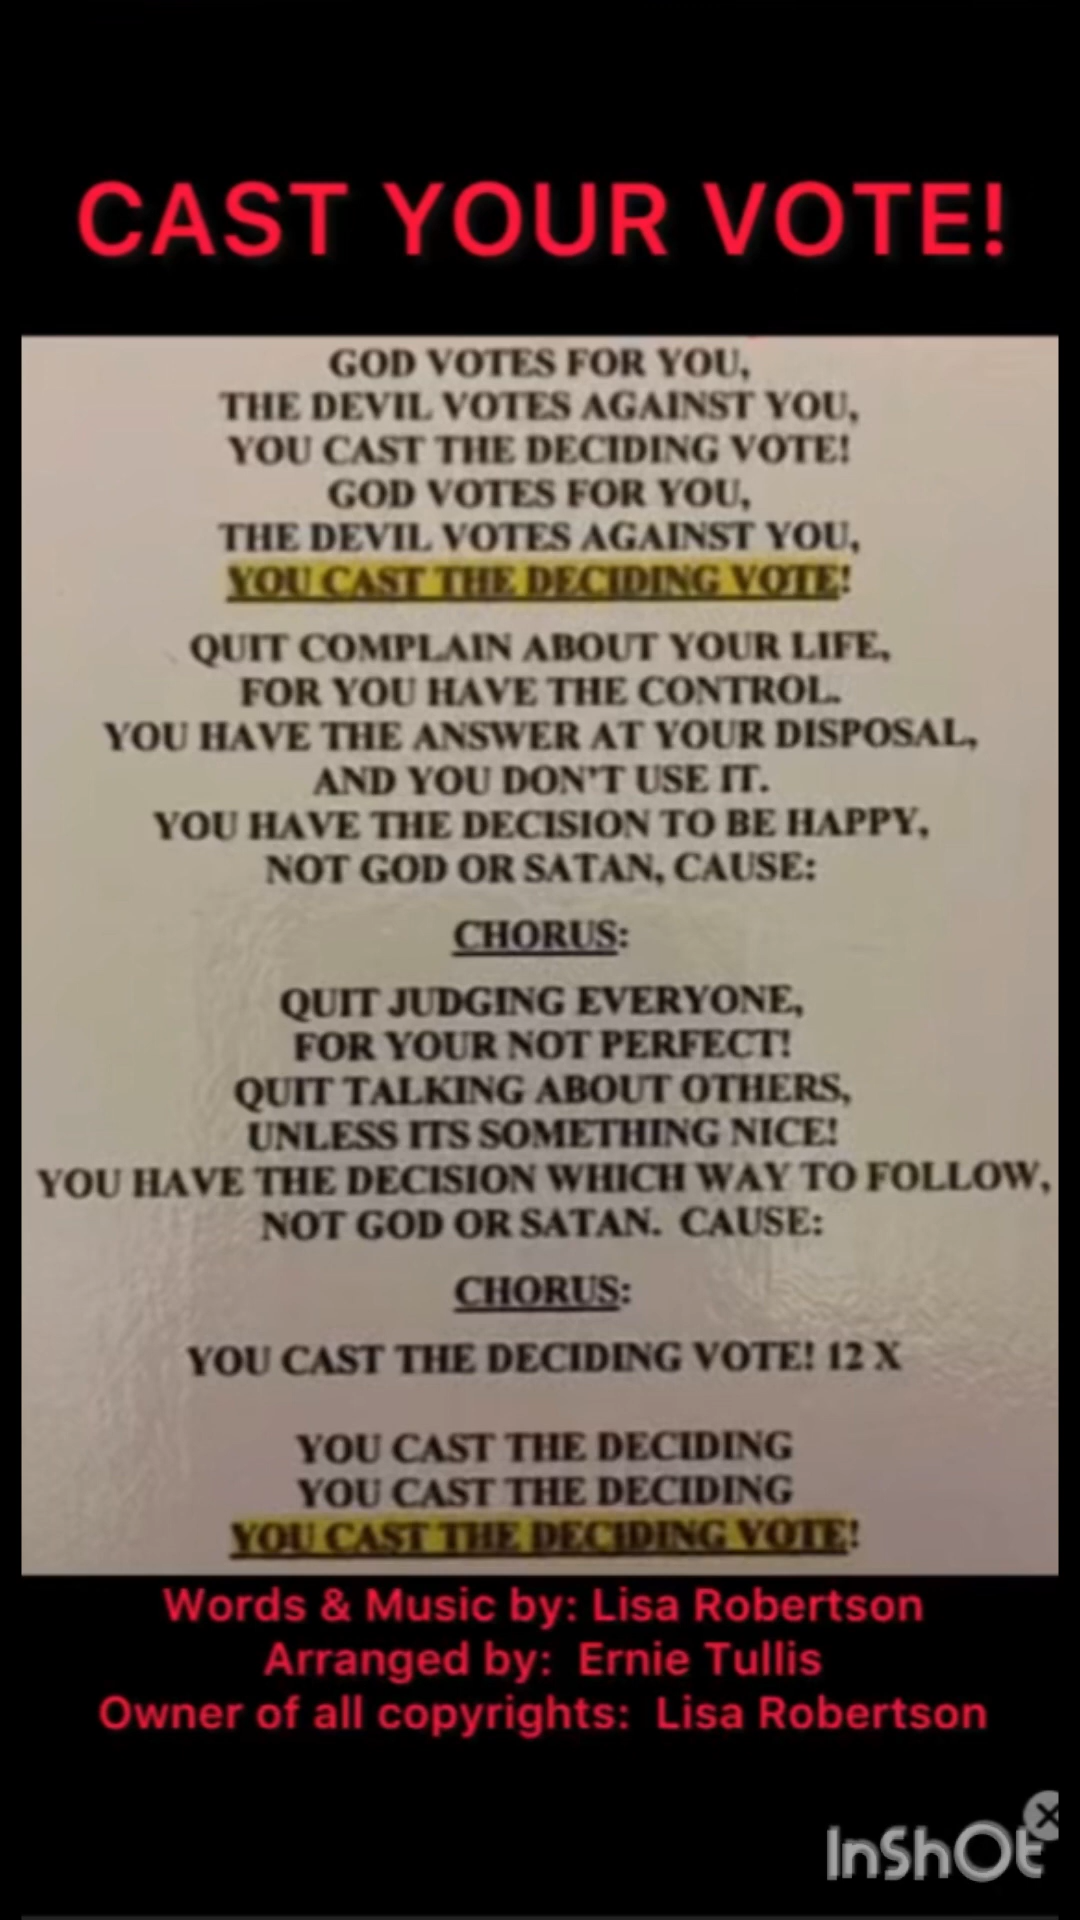 CAST YOUR VOTE!
GOD VOTES FOR YOU,
THE DEVIL VOTES AGAINST YOU,
YOU CAST THE DECIDING VOTE!
GOD VOTES FOR YOU,
THE DEVIL VOTES AGAINST YOU,
YOU CAST THE DECIDING VOTE!
QUIT COMPLAIN ABOUT YOUR LIFE,
FOR YOU HAVE THE CONTROL.
YOU HAVE THE ANSWER AT YOUR DISPOSAL,
AND YOU DON'T USE IT.
YOU HAVE THE DECISION TO BE HAPPY,
NOT GOD OR SATAN, CAUSE:
CHORUS:
QUIT JUDGING EVERYONE,
FOR YOUR NOT PERFECT!
QUIT TALKING ABOUT OTHERS,
UNLESS ITS SOMETHING NICE!
YOU HAVE THE DECISION WHICH WAY TO FOLLOW,
NOT GOD OR SATAN. CAUSE:
CHORUS:
YOU CAST THE DECIDING VOTE! 12 X
YOU CAST THE DECIDING
YOU CAST THE DECIDING
YOU CAST THE DECIDING VOTE!
Words & Music by: Lisa Robertson
Arranged by: Ernie Tullis
Owner of all copyrights: Lisa Robertson
InShOt